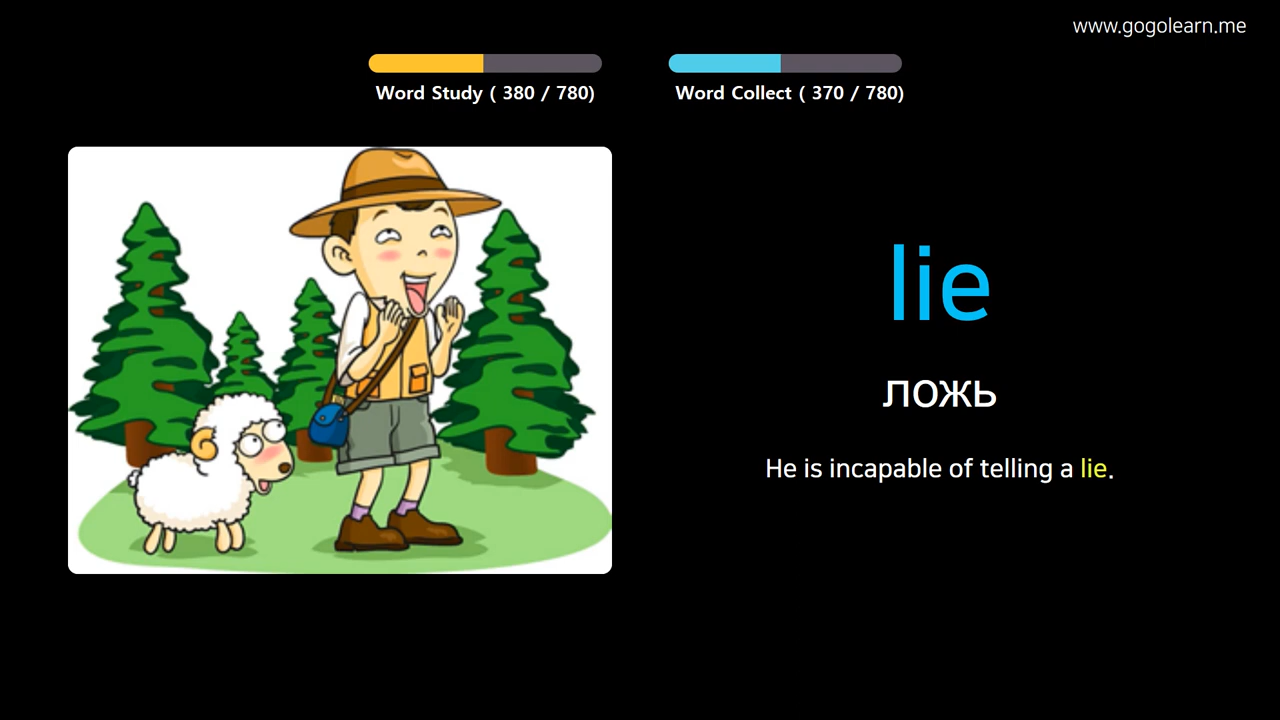 www.gogolearn.me
Word Study ( 380 / 780)
Word Collect ( 370 / 780)
lie
ложь
He is incapable of telling a lie.